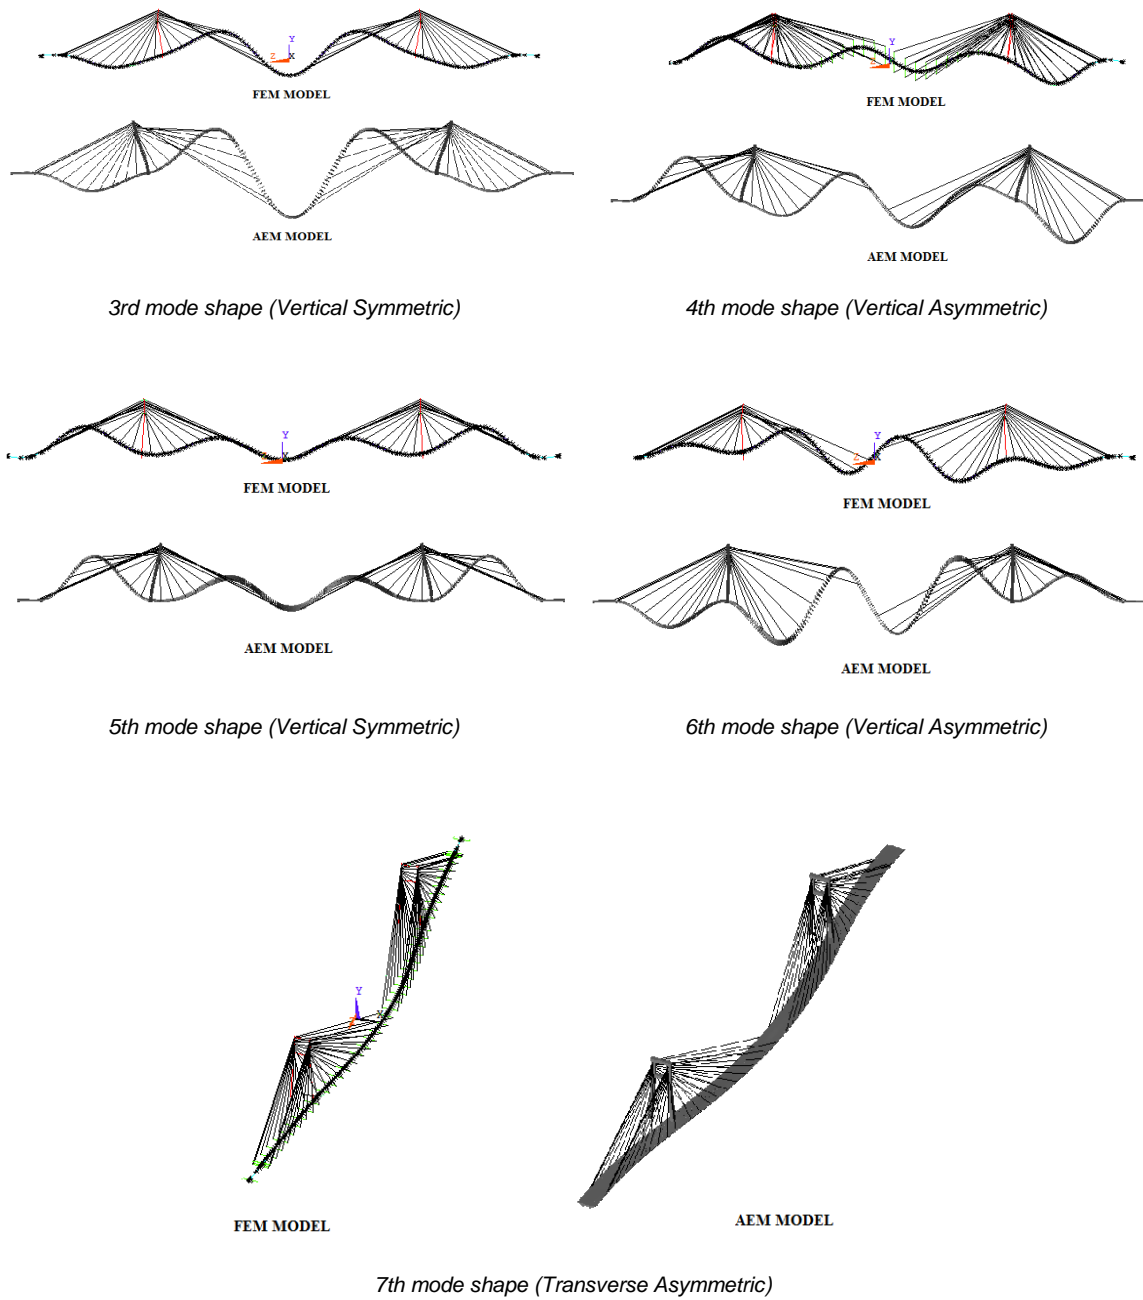 Y
Z X
FEM MODEL
AEM MODEL
3rd mode shape (Vertical Symmetric)
Y
Z
FEM MODEL
AEM MODEL
4th mode shape (Vertical Asymmetric)
Y
Z X
FEM MODEL
AEM MODEL
5th mode shape (Vertical Symmetric)
Y
Z X
FEM MODEL
AEM MODEL
6th mode shape (Vertical Asymmetric)
Y
X
FEM MODEL
AEM MODEL
7th mode shape (Transverse Asymmetric)